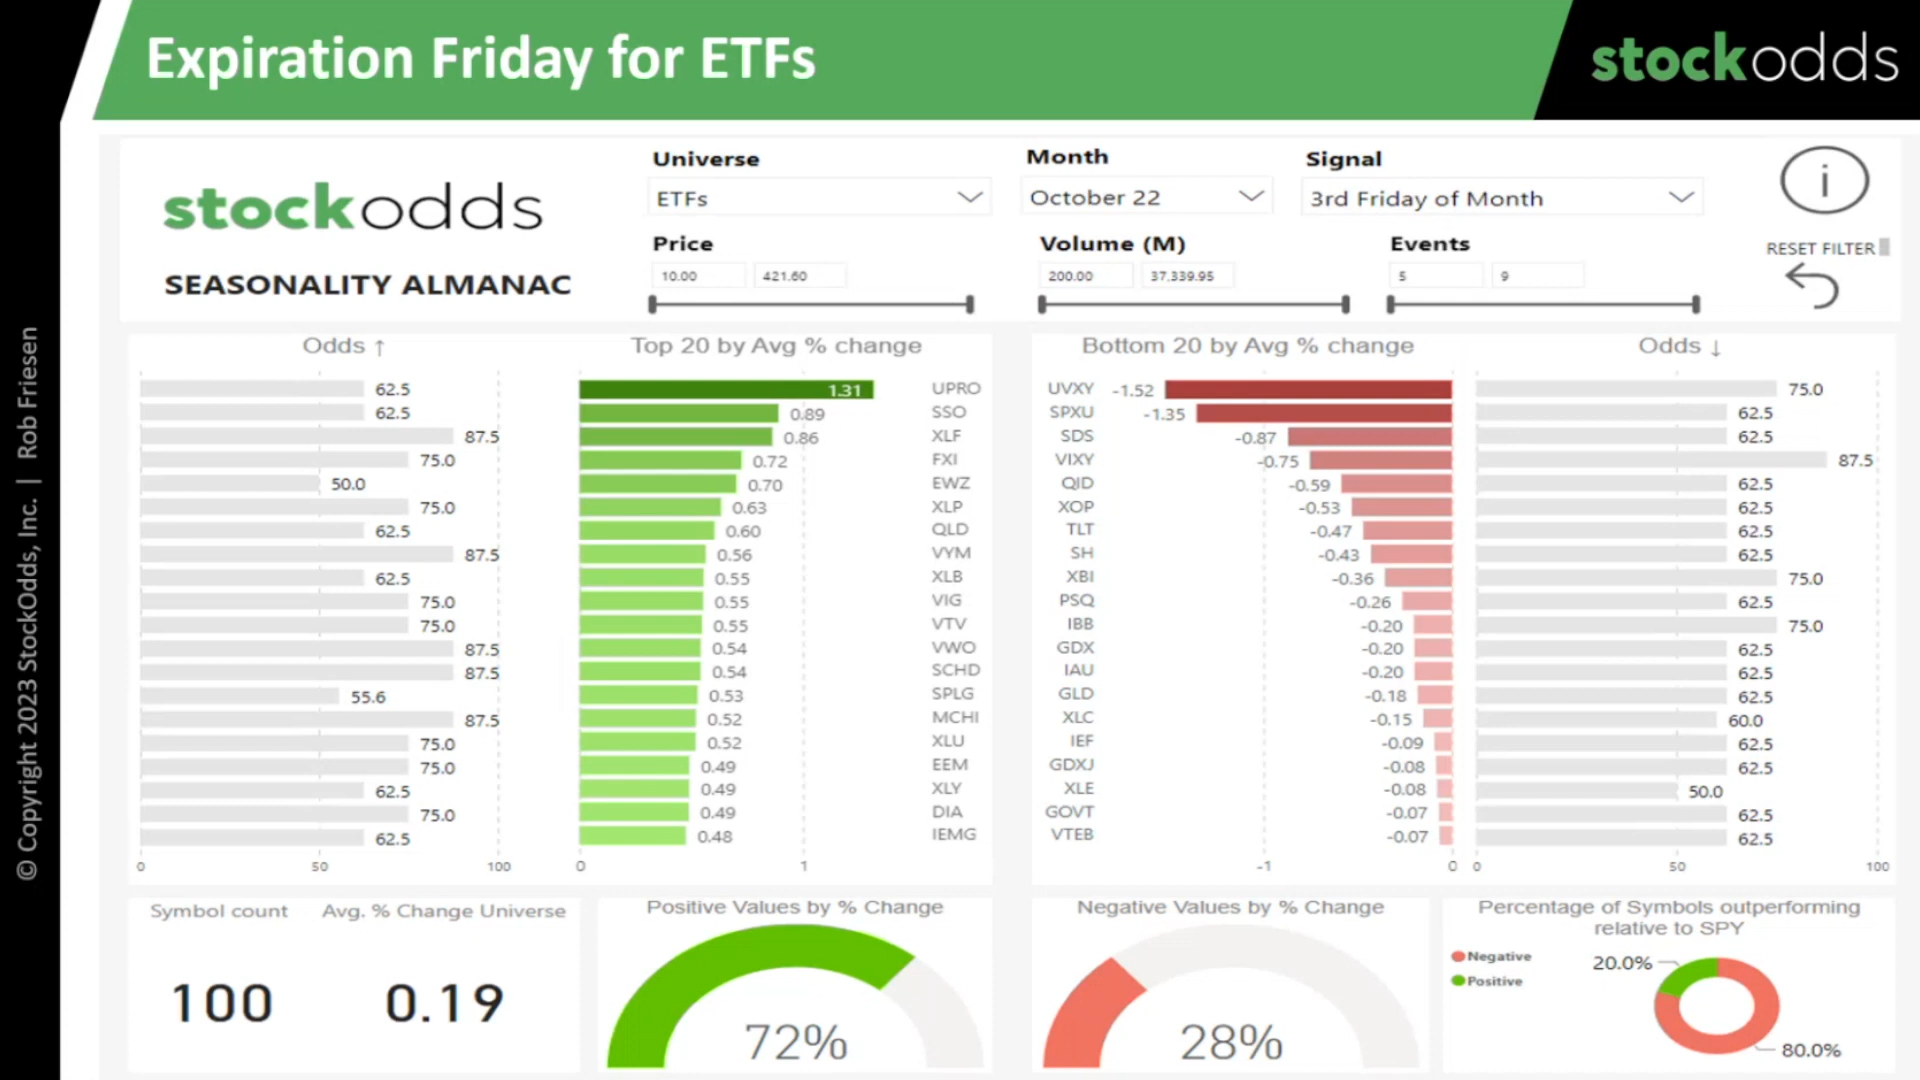 Expiration Friday for ETFs
stockodds
© Copyright 2023 StockOdds, Inc. | Rob Friesen
stockodds
SEASONALITY ALMANAC
Universe
ETFs
Month
October 22
Signal
3rd Friday of Month
Price
10.00 421.60
Volume (M)
200.00 37,339.95
Events
5 9
i
RESET FILTER
Odds ↑ Top 20 by Avg % change
62.5 1.31 UPRO
62.5 0.89 SSO
87.5 0.86 XLF
75.0 0.72 FXI
50.0 0.70 EWZ
75.0 0.63 XLP
62.5 0.60 QLD
87.5 0.56 VYM
62.5 0.55 XLB
75.0 0.55 VIG
75.0 0.55 VTV
87.5 0.54 VWO
87.5 0.54 SCHD
55.6 0.53 SPLG
87.5 0.52 MCHI
75.0 0.52 XLU
75.0 0.49 EEM
62.5 0.49 XLY
75.0 0.49 DIA
62.5 0.48 IEMG
0 50 100 0 1
Bottom 20 by Avg % change Odds ↓
UVXY -1.52 75.0
SPXU -1.35 62.5
SDS -0.87 62.5
VIXY -0.75 87.5
QID -0.59 62.5
XOP -0.53 62.5
TLT -0.47 62.5
SH -0.43 62.5
XBI -0.36 75.0
PSQ -0.26 62.5
IBB -0.20 75.0
GDX -0.20 62.5
IAU -0.20 62.5
GLD -0.18 62.5
XLC -0.15 60.0
IEF -0.09 62.5
GDXJ -0.08 62.5
XLE -0.08 50.0
GOVT -0.07 62.5
VTEB -0.07 62.5
-1 0 0 50 100
Symbol count
100
Avg. % Change Universe
0.19
Positive Values by % Change
72%
Negative Values by % Change
28%
Percentage of Symbols outperforming
relative to SPY
Negative
Positive
20.0%
80.0%